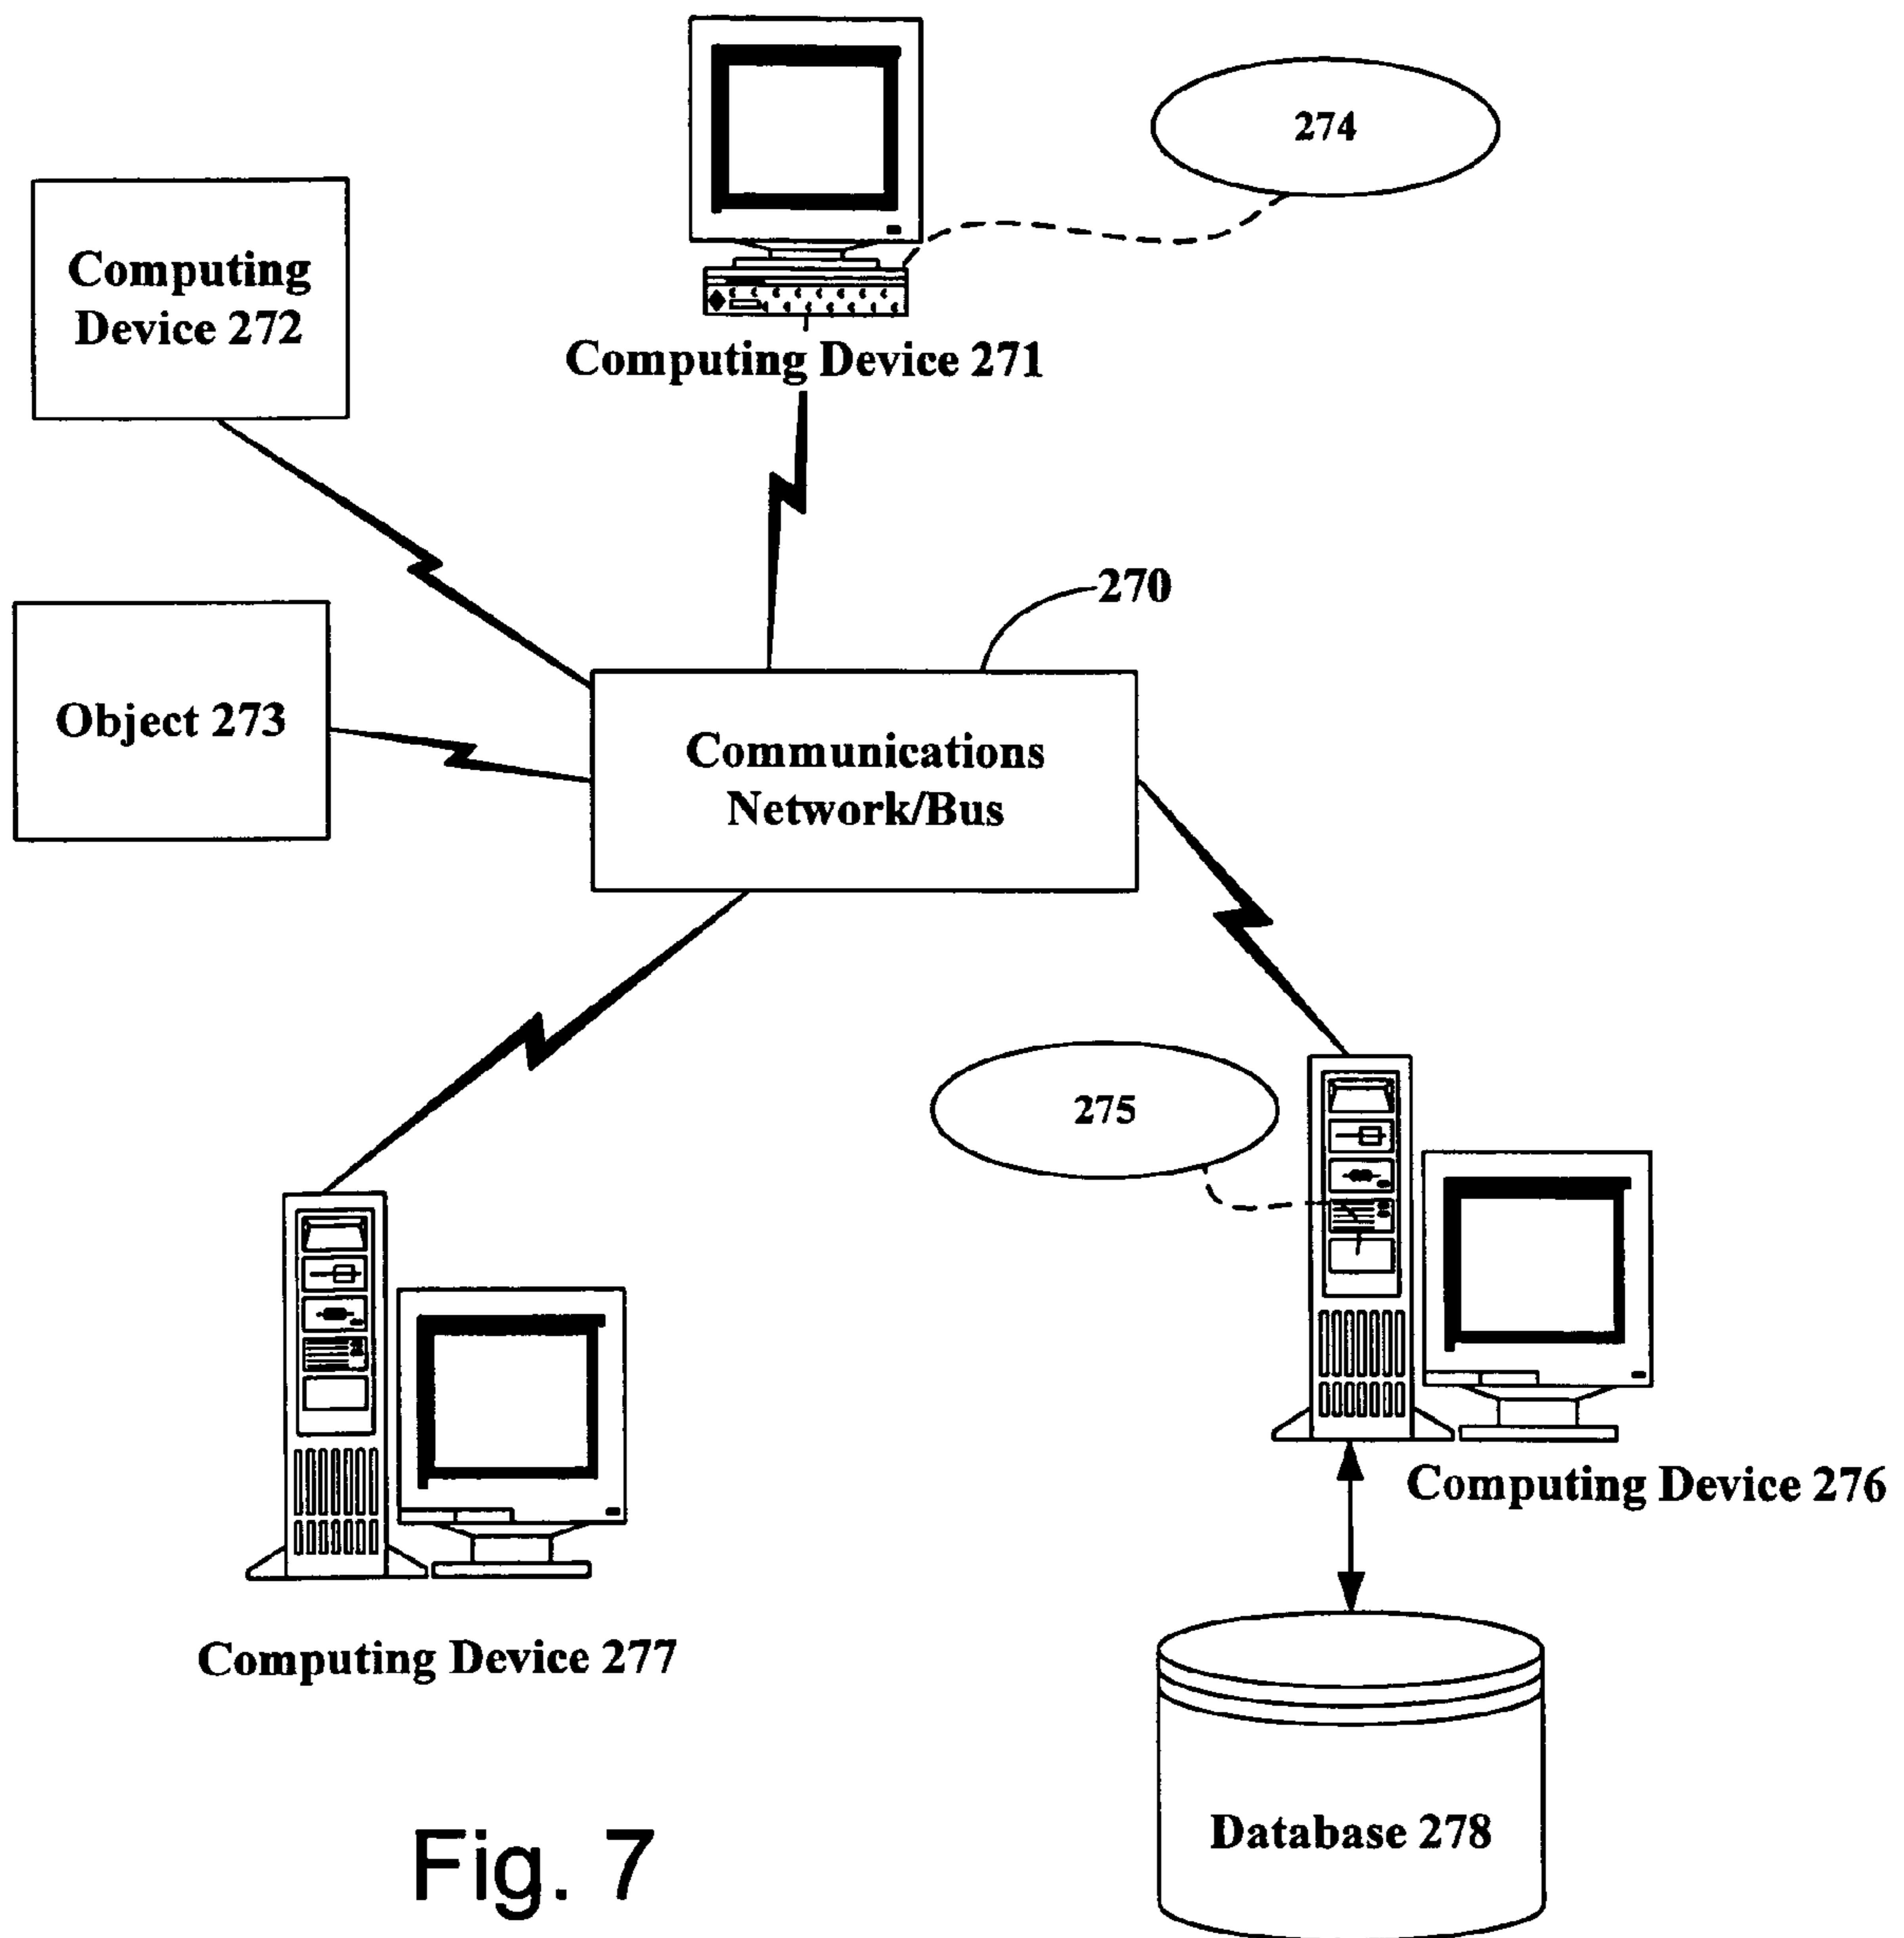 274
Computing
Device 272
Computing Device 271
270
Object 273
Communications
Network/Bus
275
Computing Device 276
Computing Device 277
Database 278
Fig. 7